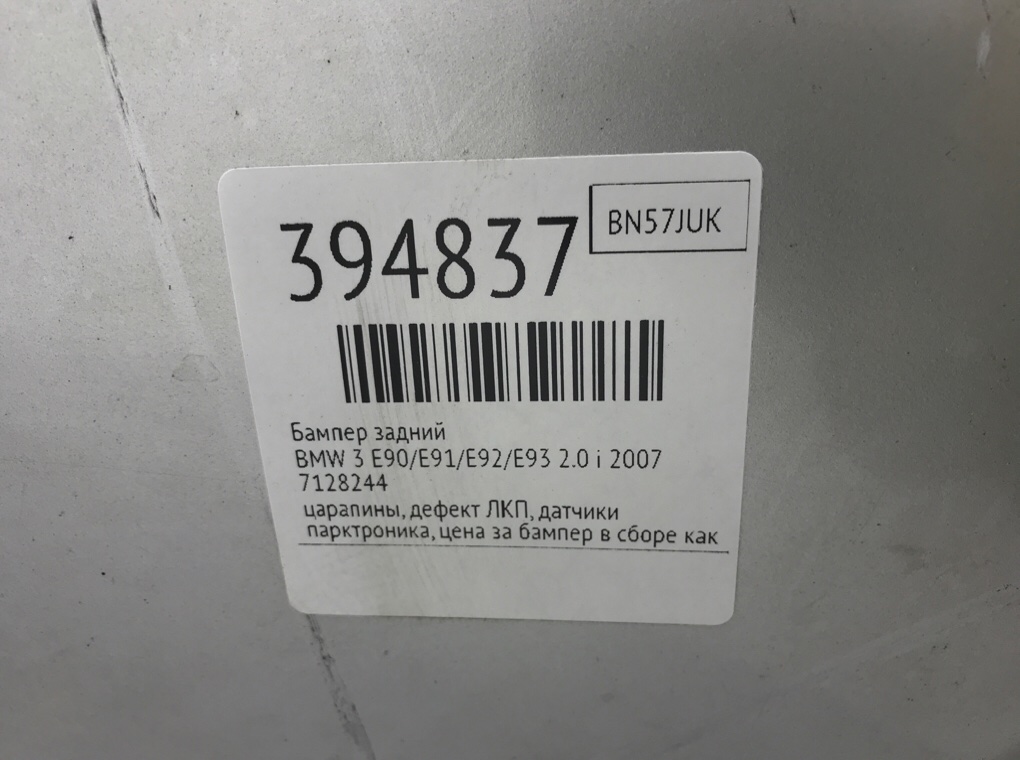 394837
BN57JUK
Бампер задний
BMW 3 E90/E91/E92/E93 2.0 i 2007
7128244
царапины, дефект ЛКП, датчики
парктроника, цена за бампер в сборе как